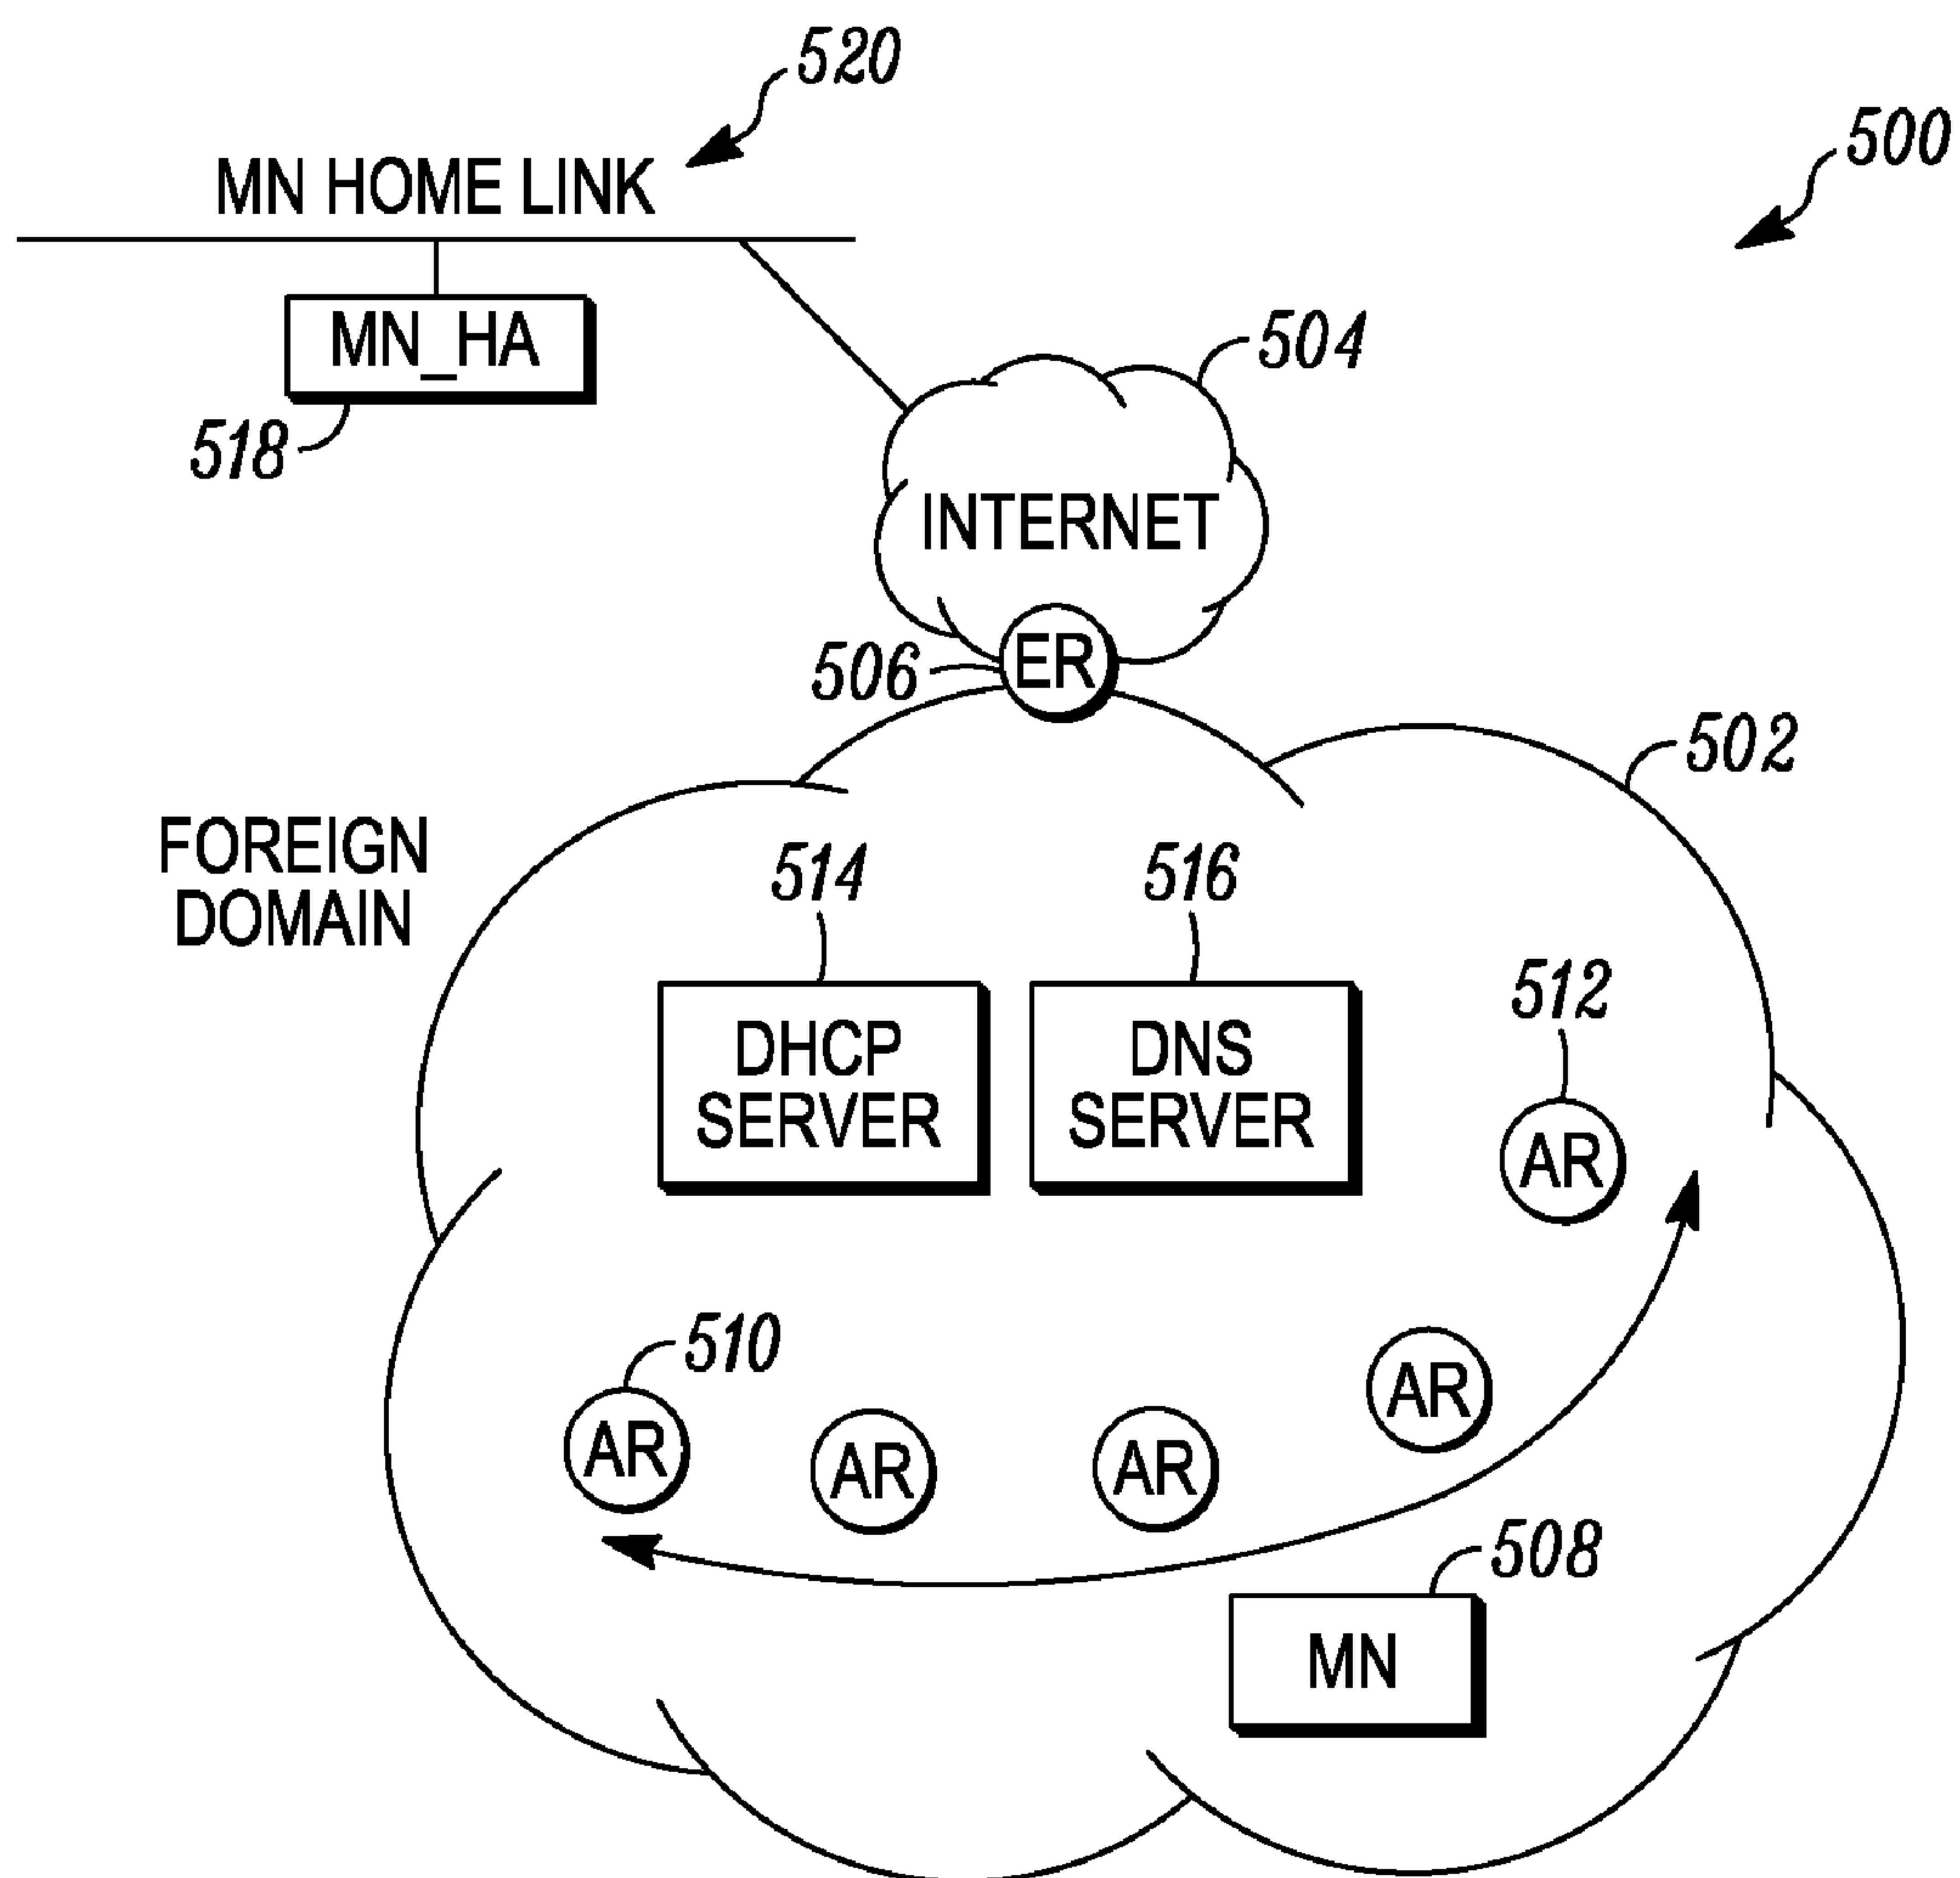 520
500
MN HOME LINK
MN_HA
504
518
INTERNET
ER
506
502
FOREIGN
DOMAIN
514
516
512
DHCP
SERVER
DNS
SERVER
AR
510
AR
AR
AR
AR
508
MN